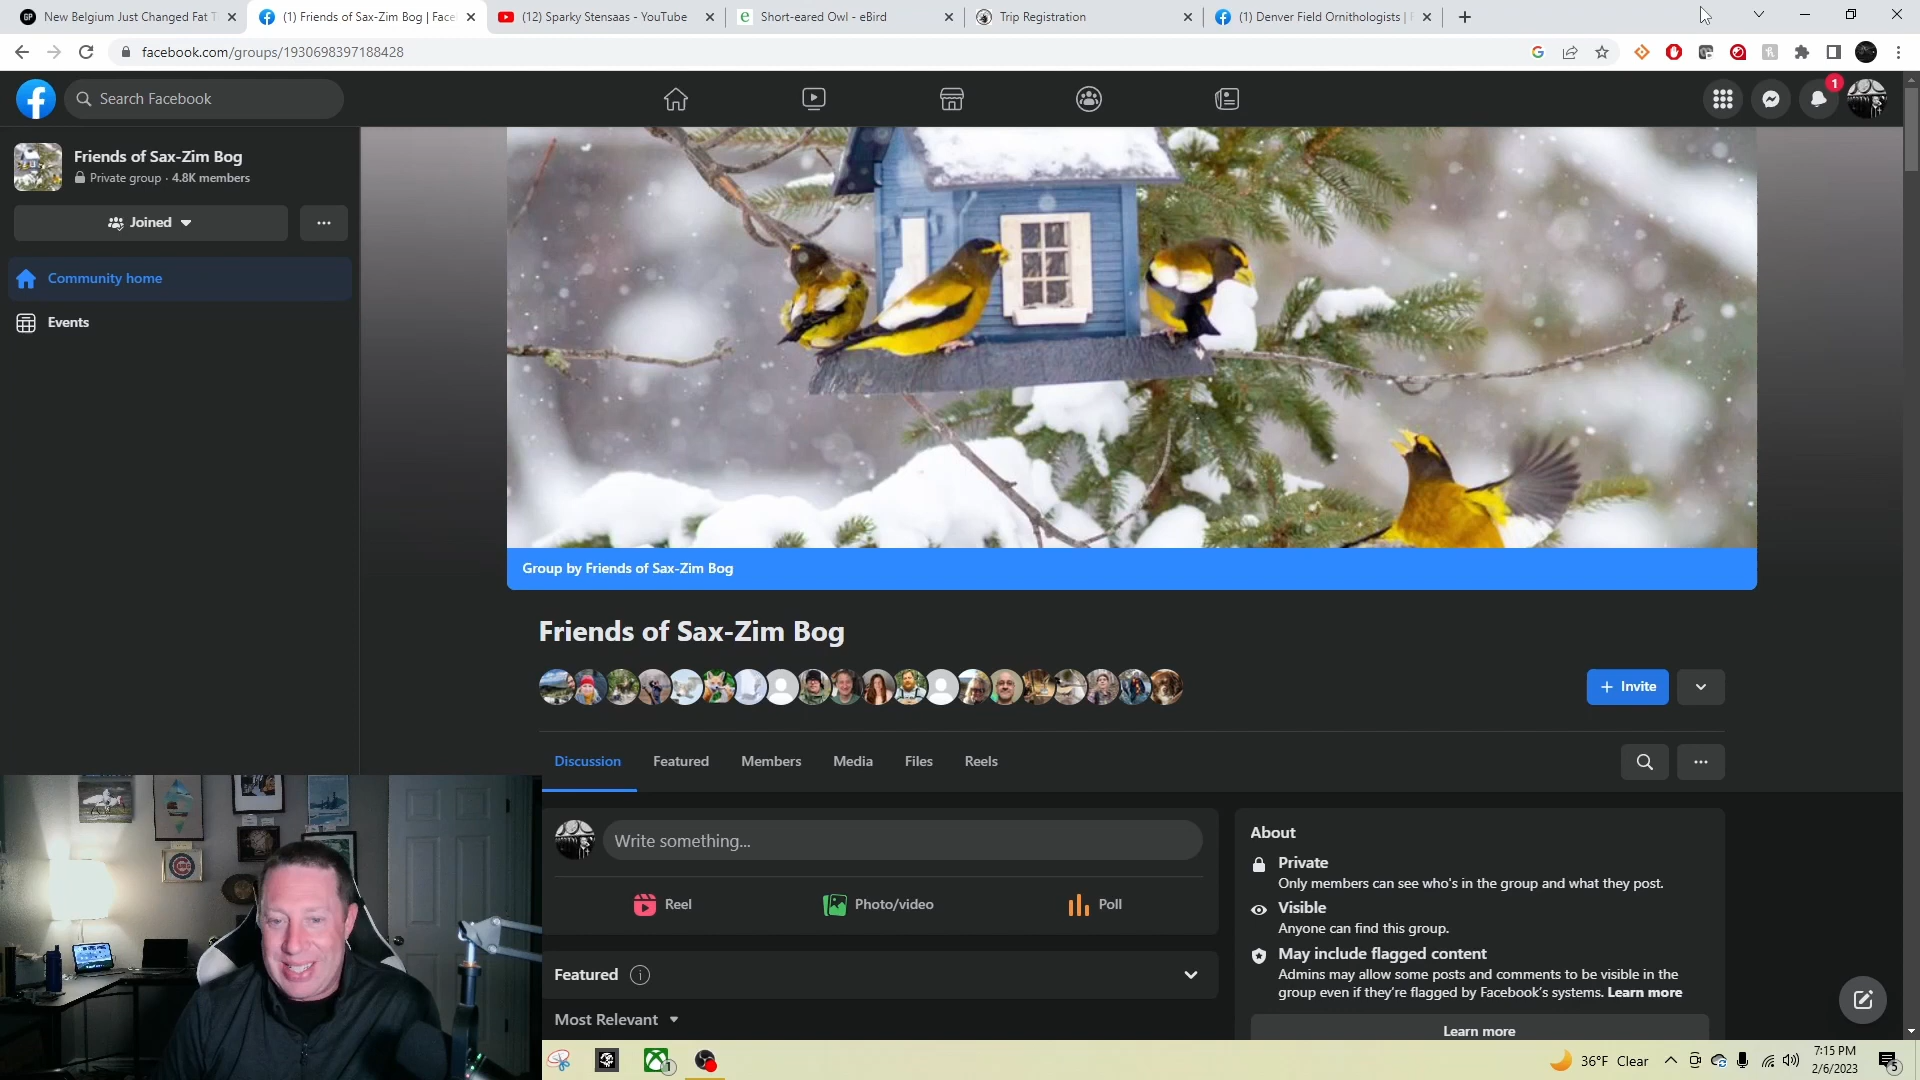 GP New Belgium Just Changed Fat T
(1) Friends of Sax-Zim Bog | Face
(12) Sparky Stensaas - YouTube
e Short-eared Owl - eBird
Trip Registration
(1) Denver Field Ornithologists | F
facebook.com/groups/1930698397188428
Search Facebook
1
Friends of Sax-Zim Bog
Private group · 4.8K members
Joined
Community home
Events
Group by Friends of Sax-Zim Bog
Friends of Sax-Zim Bog
+ Invite
Discussion Featured Members Media Files Reels
Write something...
Reel Photo/video Poll
Featured
Most Relevant
About
Private
Only members can see who's in the group and what they post.
Visible
Anyone can find this group.
May include flagged content
Admins may allow some posts and comments to be visible in the
group even if they're flagged by Facebook's systems. Learn more
Learn more
1
36°F Clear
7:15 PM
2/6/2023
5